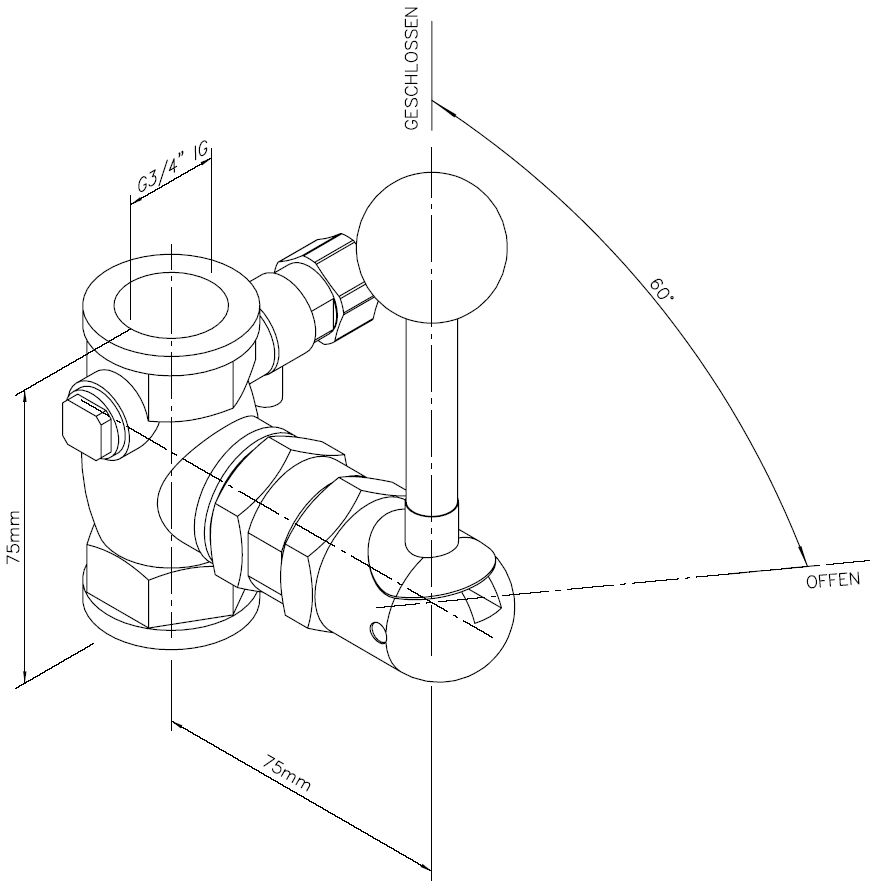 GESCHLOSSEN
G3/4" IG
60°
75mm
OFFEN
75mm